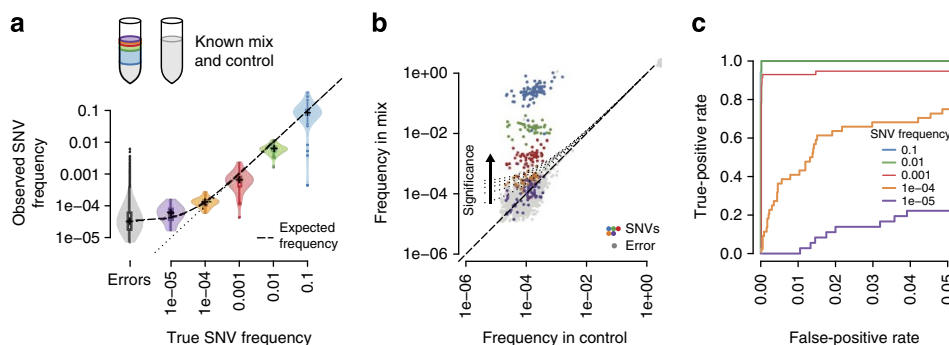 a
Known mix
and control
Observed SNV
frequency
0.1
0.01
0.001
1e−04
1e−05
Expected
frequency
Errors
1e−05
1e−04
0.001
0.01
0.1
True SNV frequency
b
Frequency in mix
1e+00
1e−02
1e−04
1e−06
Significance
SNVs
Error
1e−06
1e−04
1e−02
1e+00
Frequency in control
c
True-positive rate
1.0
0.8
0.6
0.4
0.2
0.0
SNV frequency
0.1
0.01
0.001
1e−04
1e−05
0.00
0.01
0.02
0.03
0.04
0.05
False-positive rate